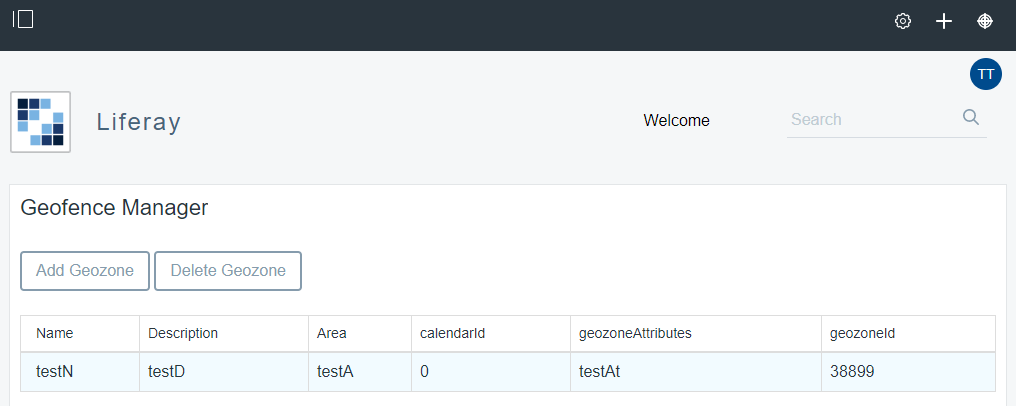 TT
Liferay
Welcome Search
Geofence Manager
Add Geozone Delete Geozone
Name Description Area calendarId geozoneAttributes geozoneId
testN testD testA 0 testAt 38899